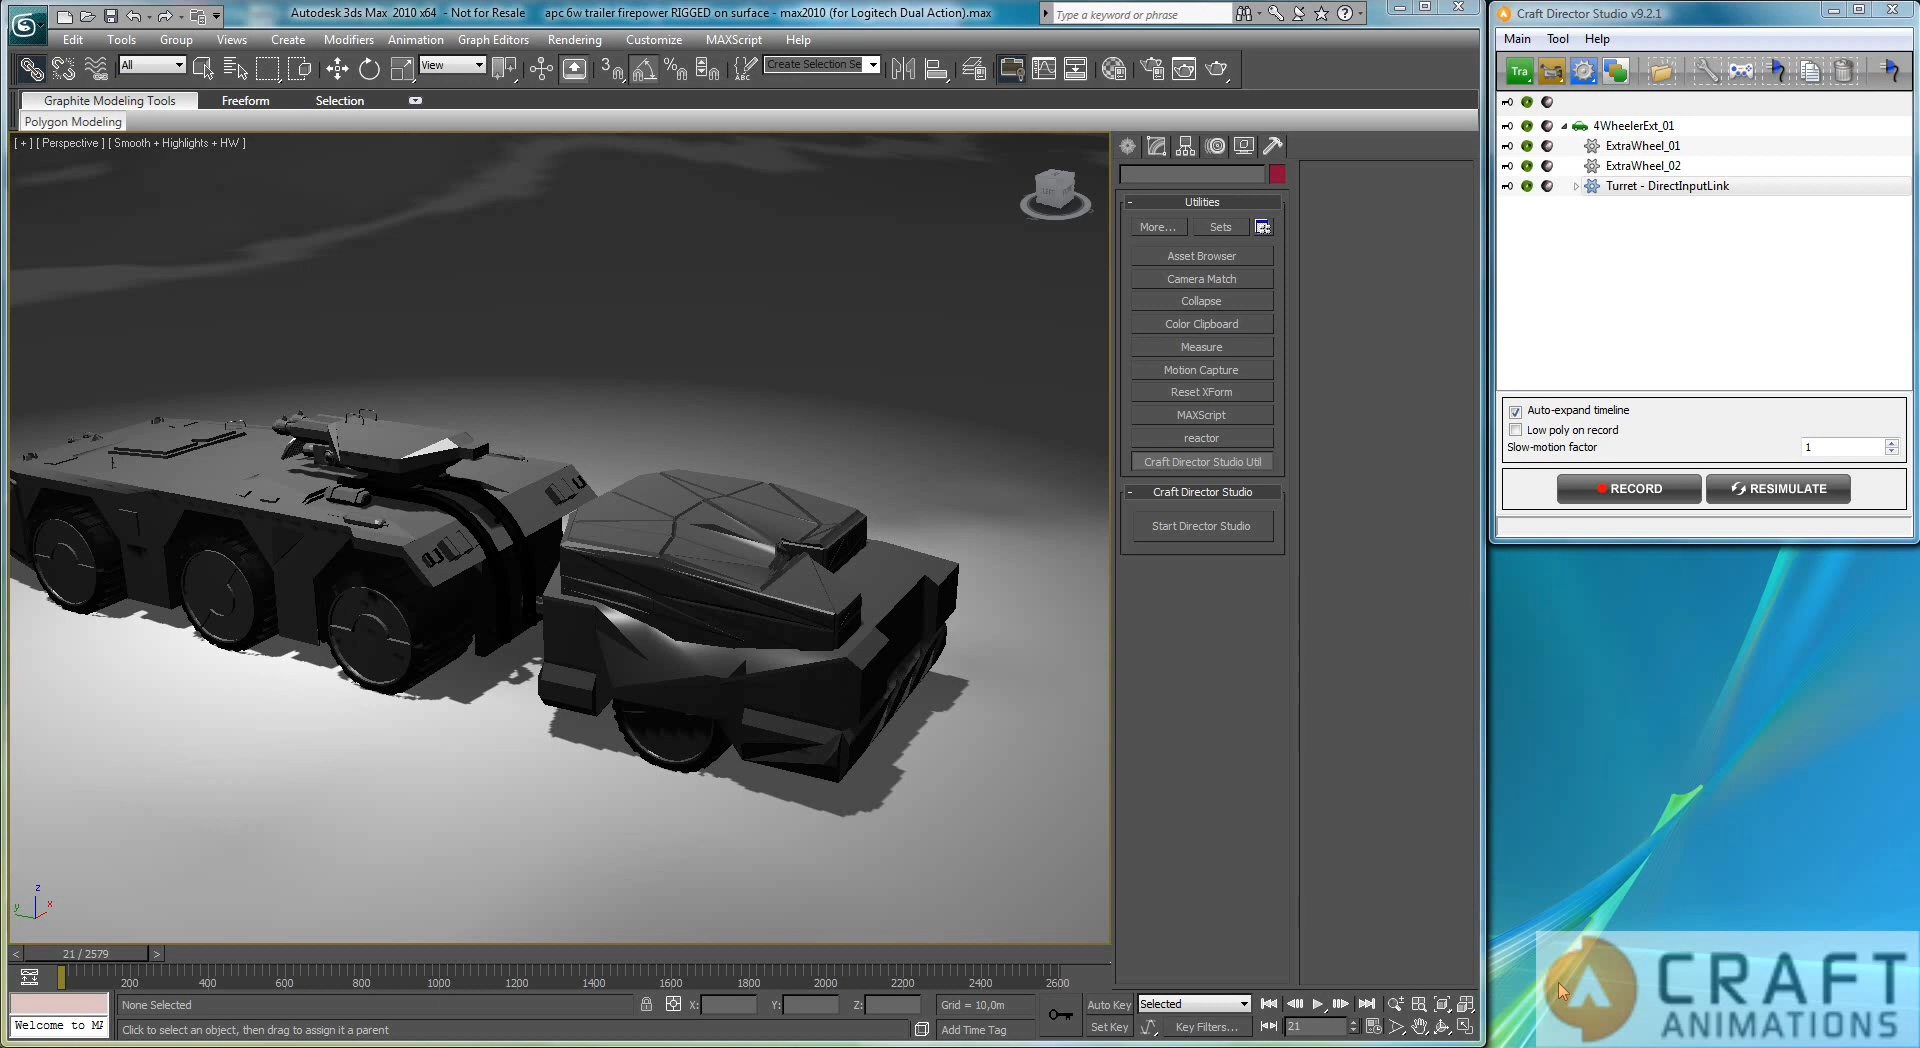 Autodesk 3ds Max 2010 x64 - Not for Resale apc 6w trailer firepower RIGGED on surface - max2010 (for Logitech Dual Action).max
Type a keyword or phrase
Edit Tools Group Views Create Modifiers Animation Graph Editors Rendering Customize MAXScript Help
All
View
3
ABC
Create Selection Se
Graphite Modeling Tools Freeform Selection
Polygon Modeling
[ + ] [ Perspective ] [ Smooth + Highlights + HW ]
Utilities
More... Sets
Asset Browser
Camera Match
Collapse
Color Clipboard
Measure
Motion Capture
Reset XForm
MAXScript
reactor
Craft Director Studio Util
Craft Director Studio
Start Director Studio
z
y x
21 / 2579
200 400 600 800 1000 1200 1400 1600 1800 2000 2200 2400 2600
None Selected
X: Y: Z:
Grid = 10,0m
Auto Key
Selected
Welcome to MA
Click to select an object, then drag to assign it a parent
Add Time Tag
Set Key
Key Filters...
21
Craft Director Studio v9.2.1
Main Tool Help
Tra
4WheelerExt_01
ExtraWheel_01
ExtraWheel_02
Turret - DirectInputLink
Auto-expand timeline
Low poly on record
Slow-motion factor 1
RECORD RESIMULATE
CRAFT
ANIMATIONS